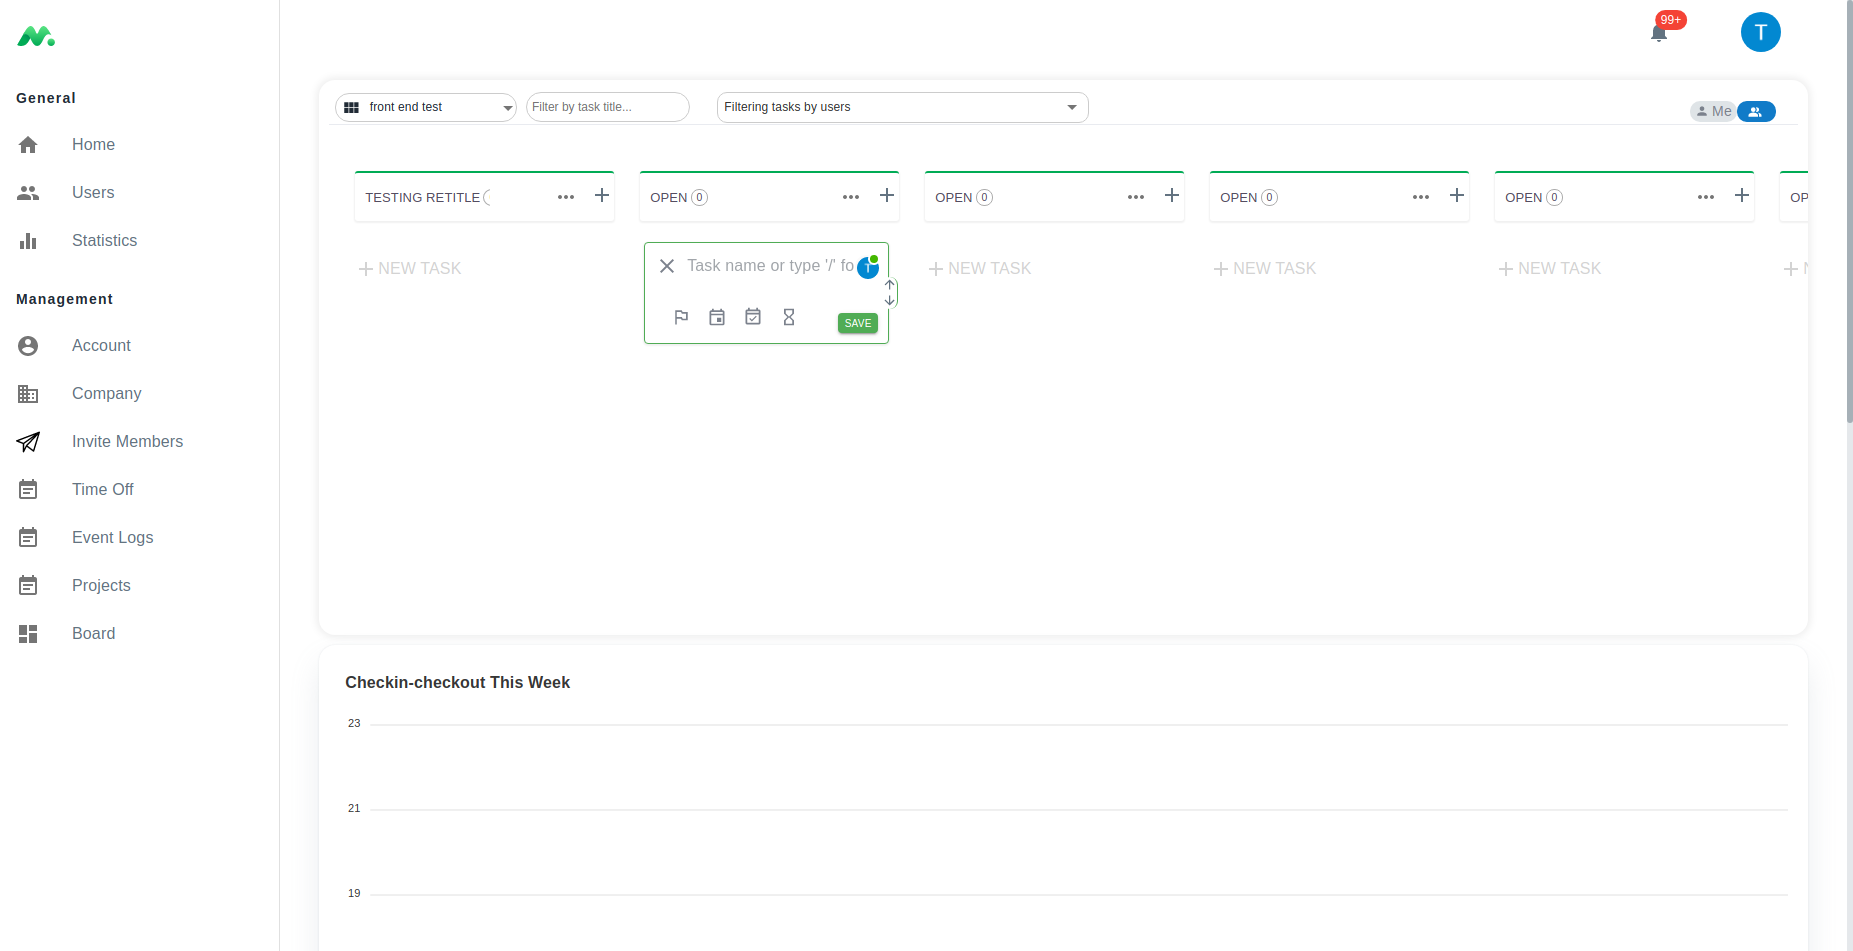 99+
T
General
Home
Users
Statistics
Management
Account
Company
Invite Members
Time Off
Event Logs
Projects
Board
front end test
Filter by task title...
Filtering tasks by users
Me
TESTING RETITLE
OPEN 0
OPEN 0
OPEN 0
OPEN 0
OP
NEW TASK
Task name or type '/' fo
T
SAVE
NEW TASK
NEW TASK
NEW TASK
N
Checkin-checkout This Week
23
21
19